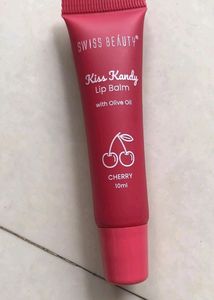 SWISS BEAUTY®
Kiss Kandy
Lip Balm
with Olive Oil
CHERRY
10ml